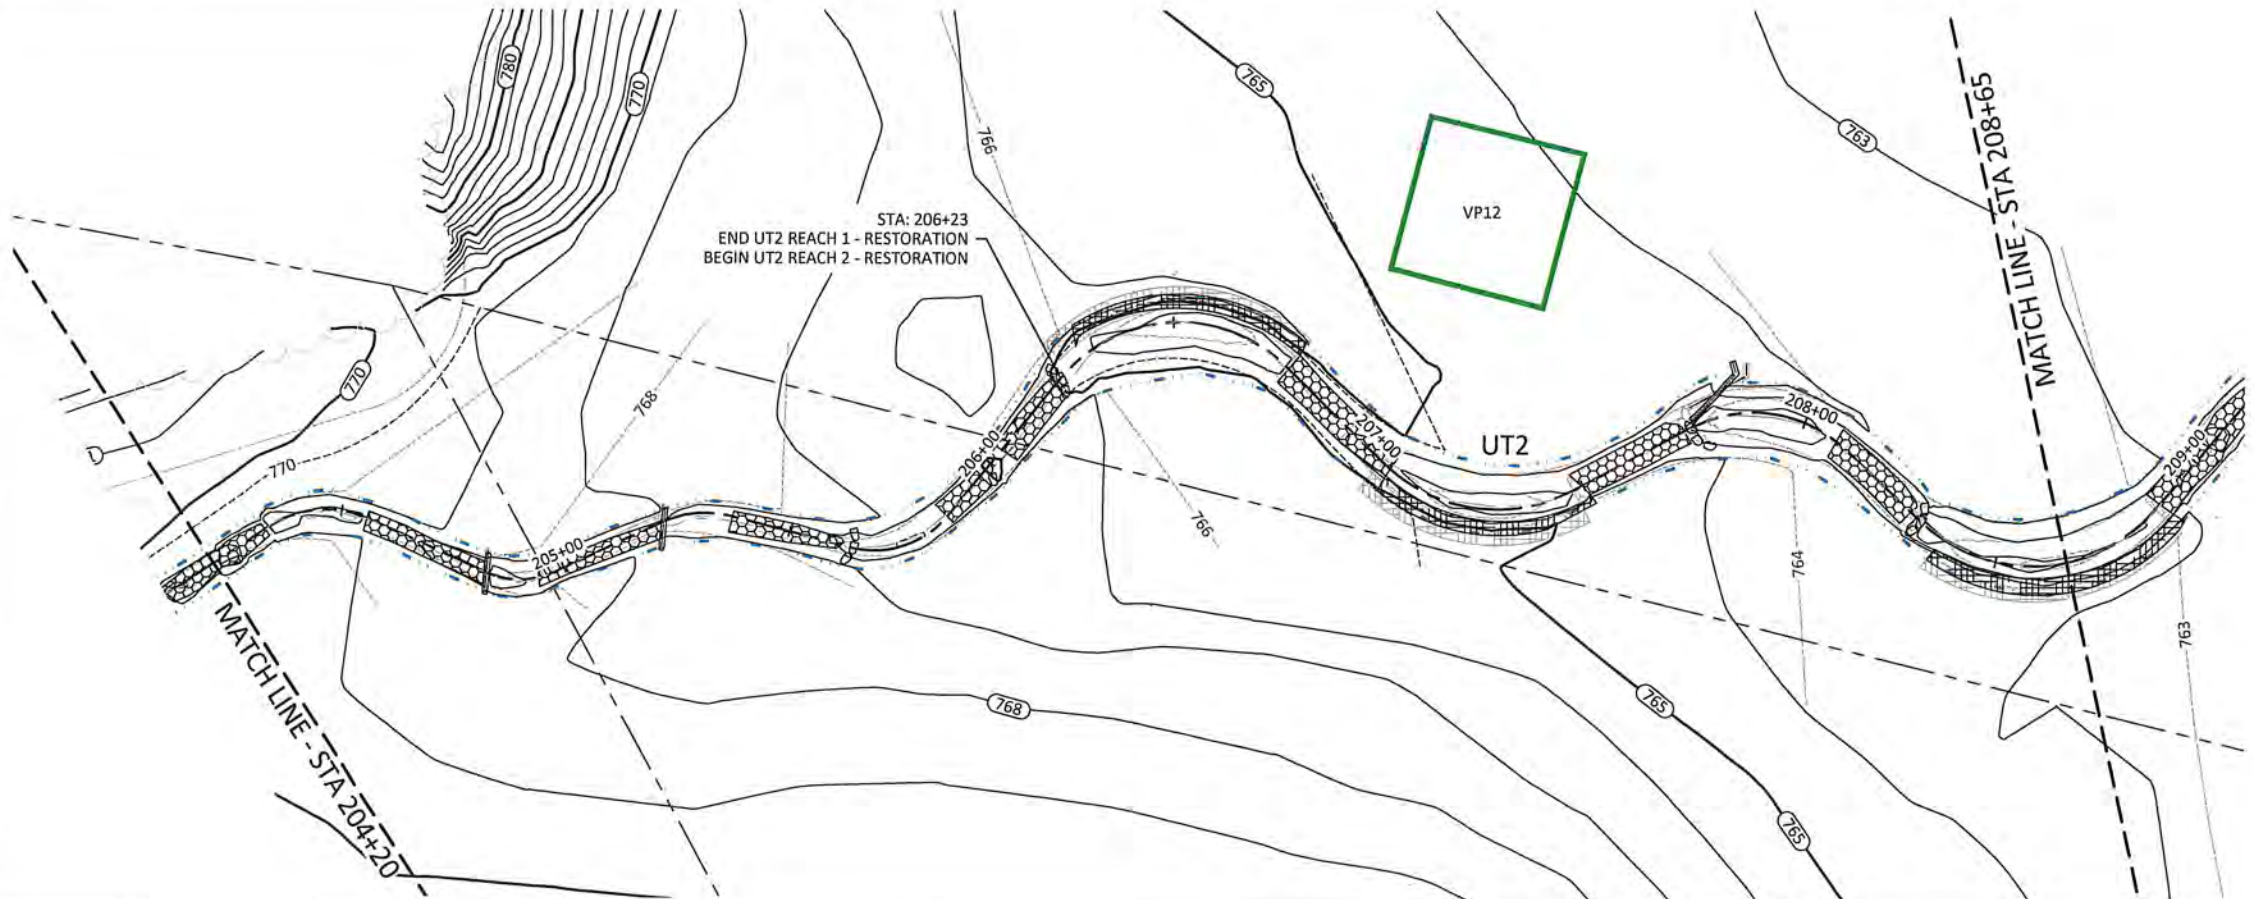 780
770
765
766
763
MATCH LINE - STA 208+65
VP12
STA: 206+23
END UT2 REACH 1 - RESTORATION
BEGIN UT2 REACH 2 - RESTORATION
770
768
770
206+00
207+00
UT2
208+00
209+00
205+00
766
764
763
MATCH LINE - STA 204+20
768
765
765